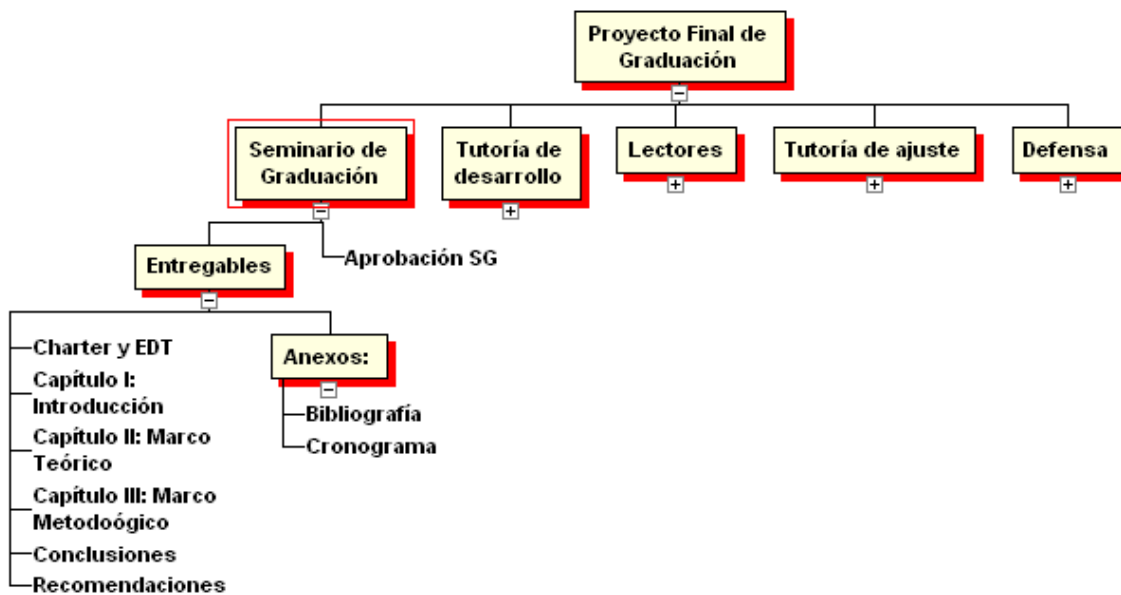 Proyecto Final de
Graduación
Seminario de
Graduación
Tutoría de
desarrollo
Lectores
Tutoría de ajuste
Defensa
Entregables
Aprobación SG
Charter y EDT
Capítulo I:
Introducción
Capítulo II: Marco
Teórico
Capítulo III: Marco
Metodoógico
Conclusiones
Recomendaciones
Anexos:
Bibliografía
Cronograma